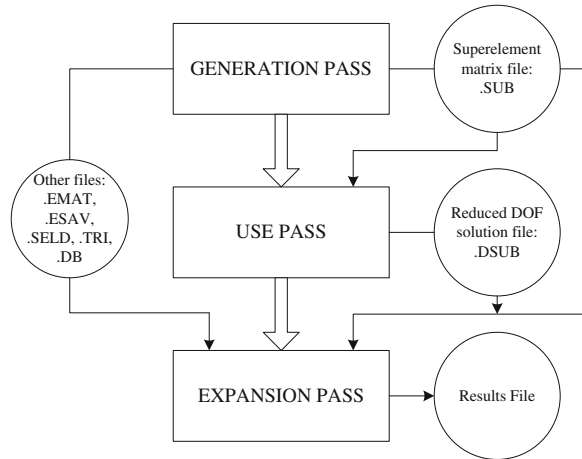 GENERATION PASS
Superelement
matrix file:
.SUB
Other files:
.EMAT,
.ESAV,
.SELD, .TRI,
.DB
USE PASS
Reduced DOF
solution file:
.DSUB
EXPANSION PASS
Results File